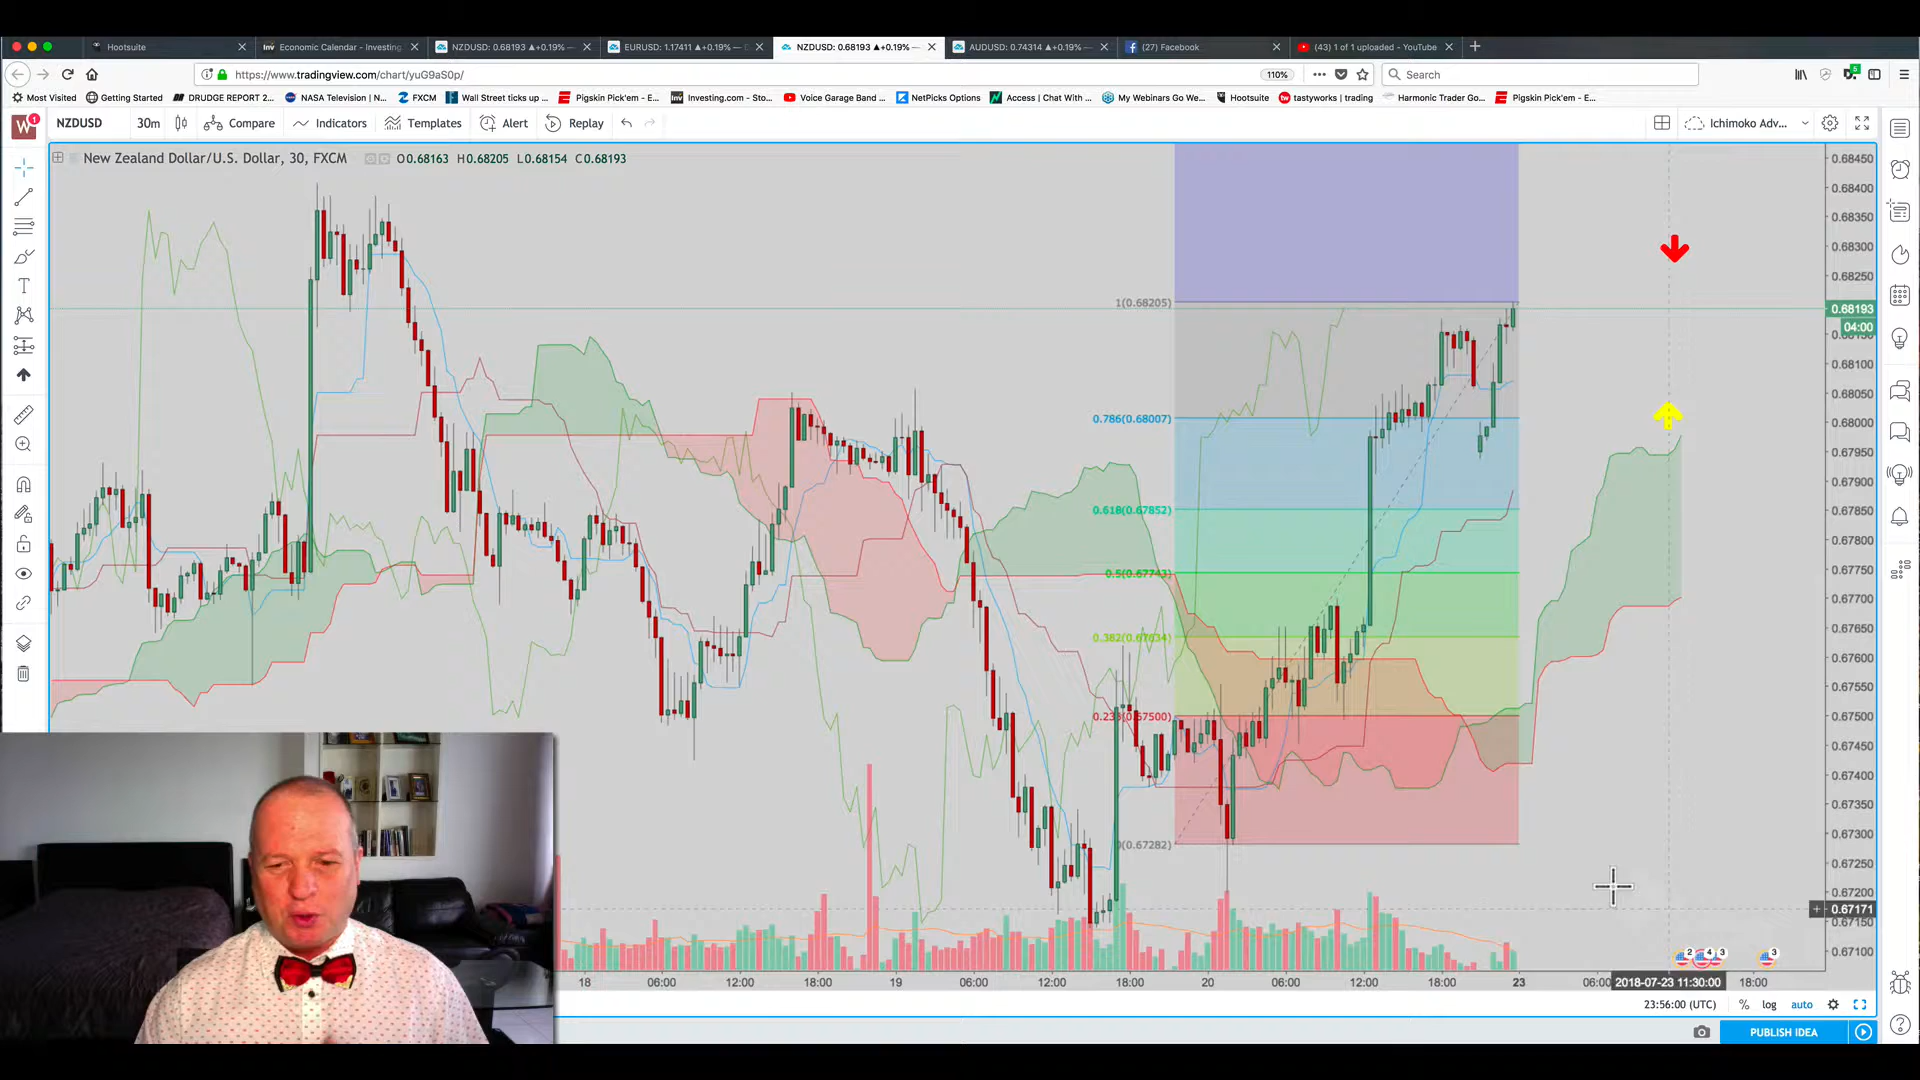 Hootsuite
Economic Calendar - Investing
NZDUSD: 0.68193 ▲+0.19% —
EURUSD: 1.17411 ▲+0.19% —
NZDUSD: 0.68193 ▲+0.19% —
AUDUSD: 0.74314 ▲+0.19% —
(27) Facebook
(43) 1 of 1 uploaded - YouTube
https://www.tradingview.com/chart/yuG9aS0p/
110%
Search
5
Most Visited
Getting Started
DRUDGE REPORT 2...
NASA Television | N...
FXCM
Wall Street ticks up ...
Pigskin Pick'em - E...
Investing.com - Sto...
Voice Garage Band ...
NetPicks Options
Access | Chat With ...
My Webinars Go We...
Hootsuite
tastyworks | trading
Harmonic Trader Go...
Pigskin Pick'em - E...
W 1
NZDUSD
30m
Compare
Indicators
Templates
Alert
Replay
Ichimoko Adv...
New Zealand Dollar/U.S. Dollar, 30, FXCM
O0.68163 H0.68205 L0.68154 C0.68193
0.68450
0.68400
0.68350
0.68300
0.68250
1(0.68205)
0.68193
04:00
0.68100
0.68050
0.786(0.68007)
0.68000
0.67950
0.67900
0.618(0.67852)
0.67850
0.67800
0.5(0.67743)
0.67750
0.67700
0.382(0.67634)
0.67650
0.67600
0.67550
0.67500
0.67450
0.67400
0.67350
0.67300
0(0.67282)
0.67250
0.67200
0.67171
0.67150
0.67100
2
4
3
3
18
06:00
12:00
18:00
19
06:00
12:00
18:00
20
06:00
12:00
18:00
23
2018-07-23 11:30:00
18:00
23:56:00 (UTC)
%
log
auto
PUBLISH IDEA